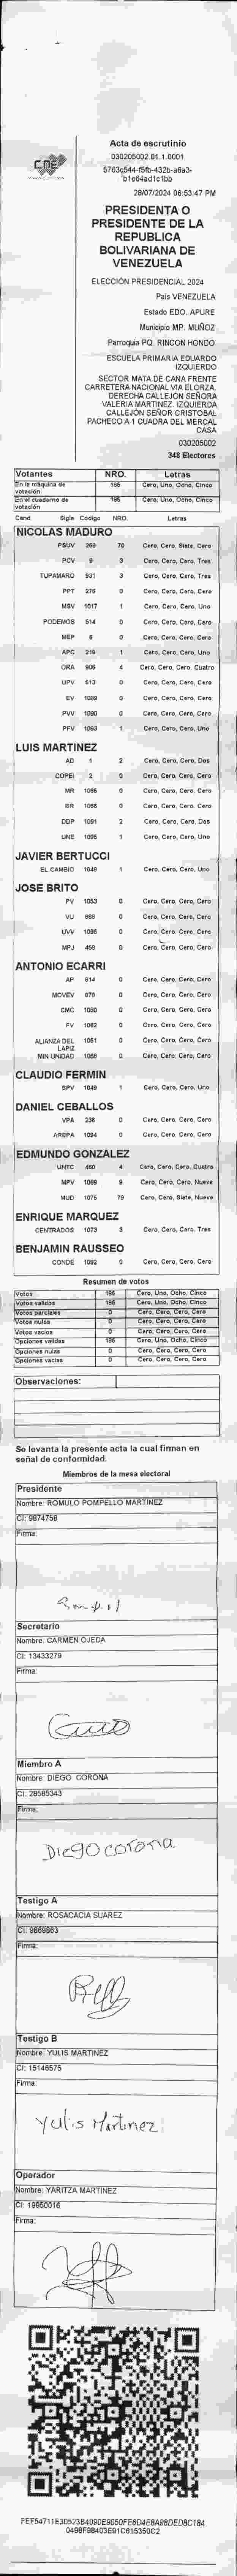 CNE
Acta de escrutinio
030205002.01.1.0001
5763c544-f5fb-432b-a6a3-
b1e64ad1c1bb
28/07/2024 06:53:47 PM
PRESIDENTA O
PRESIDENTE DE LA
REPUBLICA
BOLIVARIANA DE
VENEZUELA
ELECCIÓN PRESIDENCIAL 2024
País VENEZUELA
Estado EDO. APURE
Municipio MP. MUÑOZ
Parroquia PQ. RINCON HONDO
ESCUELA PRIMARIA EDUARDO
IZQUIERDO
SECTOR MATA DE CAÑA FRENTE
CARRETERA NACIONAL VIA ELORZA.
DERECHA CALLEJÓN SEÑORA
VALERIA MARTINEZ. IZQUIERDA
CALLEJÓN SEÑOR CRISTOBAL
PACHECO A 1 CUADRA DEL MERCAL
CASA
030205002
348 Electores
Votantes NRO. Letras
En la máquina de votación 185 Cero, Uno, Ocho, Cinco
En el cuaderno de votación 185 Cero, Uno, Ocho, Cinco
Cand Sigla Codigo NRO. Letras
NICOLAS MADURO
PSUV 269 70 Cero, Cero, Siete, Cero
PCV 9 3 Cero, Cero, Cero, Tres
TUPAMARO 931 3 Cero, Cero, Cero, Tres
PPT 276 0 Cero, Cero, Cero, Cero
MSV 1017 1 Cero, Cero, Cero, Uno
PODEMOS 514 0 Cero, Cero, Cero, Cero
MEP 6 0 Cero, Cero, Cero, Cero
APC 219 1 Cero, Cero, Cero, Uno
ORA 906 4 Cero, Cero, Cero, Cuatro
UPV 613 0 Cero, Cero, Cero, Cero
EV 1089 0 Cero, Cero, Cero, Cero
PVV 1090 0 Cero, Cero, Cero, Cero
PFV 1093 1 Cero, Cero, Cero, Uno
LUIS MARTINEZ
AD 1 2 Cero, Cero, Cero, Dos
COPEI 2 0 Cero, Cero, Cero, Cero
MR 0 Cero, Cero, Cero, Cero
BR 0 Cero, Cero, Cero, Cero
DDP 1091 2 Cero, Cero, Cero, Dos
UNE 1095 1 Cero, Cero, Cero, Uno
JAVIER BERTUCCI
EL CAMBIO 1049 1 Cero, Cero, Cero, Uno
JOSE BRITO
PV 1053 0 Cero, Cero, Cero, Cero
VU 868 0 Cero, Cero, Cero, Cero
UVV 1096 0 Cero, Cero, Cero, Cero
MPJ 458 0 Cero, Cero, Cero, Cero
ANTONIO ECARRI
AP 814 0 Cero, Cero, Cero, Cero
MOVEV 876 0 Cero, Cero, Cero, Cero
CMC 1050 0 Cero, Cero, Cero, Cero
FV 1062 0 Cero, Cero, Cero, Cero
ALIANZA DEL LAPIZ 1051 0 Cero, Cero, Cero, Cero
MIN UNIDAD 1058 0 Cero, Cero, Cero, Cero
CLAUDIO FERMIN
SPV 1049 1 Cero, Cero, Cero, Uno
DANIEL CEBALLOS
VPA 236 0 Cero, Cero, Cero, Cero
AREPA 1094 0 Cero, Cero, Cero, Cero
EDMUNDO GONZALEZ
UNTC 460 4 Cero, Cero, Cero, Cuatro
MPV 1069 9 Cero, Cero, Cero, Nueve
MUD 1076 79 Cero, Cero, Siete, Nueve
ENRIQUE MARQUEZ
CENTRADOS 1073 3 Cero, Cero, Cero, Tres
BENJAMIN RAUSSEO
CONDE 1092 0 Cero, Cero, Cero, Cero
Resumen de votos
Votos 185 Cero, Uno, Ocho, Cinco
Votos validos 185 Cero, Uno, Ocho, Cinco
Votos parciales 0 Cero, Cero, Cero, Cero
Votos nulos 0 Cero, Cero, Cero, Cero
Votos vacios 0 Cero, Cero, Cero, Cero
Opciones validas 185 Cero, Uno, Ocho, Cinco
Opciones nulas 0 Cero, Cero, Cero, Cero
Opciones vacias 0 Cero, Cero, Cero, Cero
Observaciones:
Se levanta la presente acta la cual firman en
señal de conformidad.
Miembros de la mesa electoral
Presidente
Nombre: ROMULO POMPELLO MARTINEZ
CI: 9874758
Firma:
Secretario
Nombre: CARMEN OJEDA
CI: 13433279
Firma:
Miembro A
Nombre: DIEGO CORONA
CI: 28585343
Firma:
Diego corona
Testigo A
Nombre: ROSACACIA SUAREZ
CI: 9869863
Firma:
Testigo B
Nombre: YULIS MARTINEZ
CI: 15146575
Firma:
Yulis Martinez
Operador
Nombre: YARITZA MARTINEZ
CI: 19950016
Firma:
FEF54711E30523B4090E9050FE6D4E8A98DED8C184
0498F98403E91C615350C2